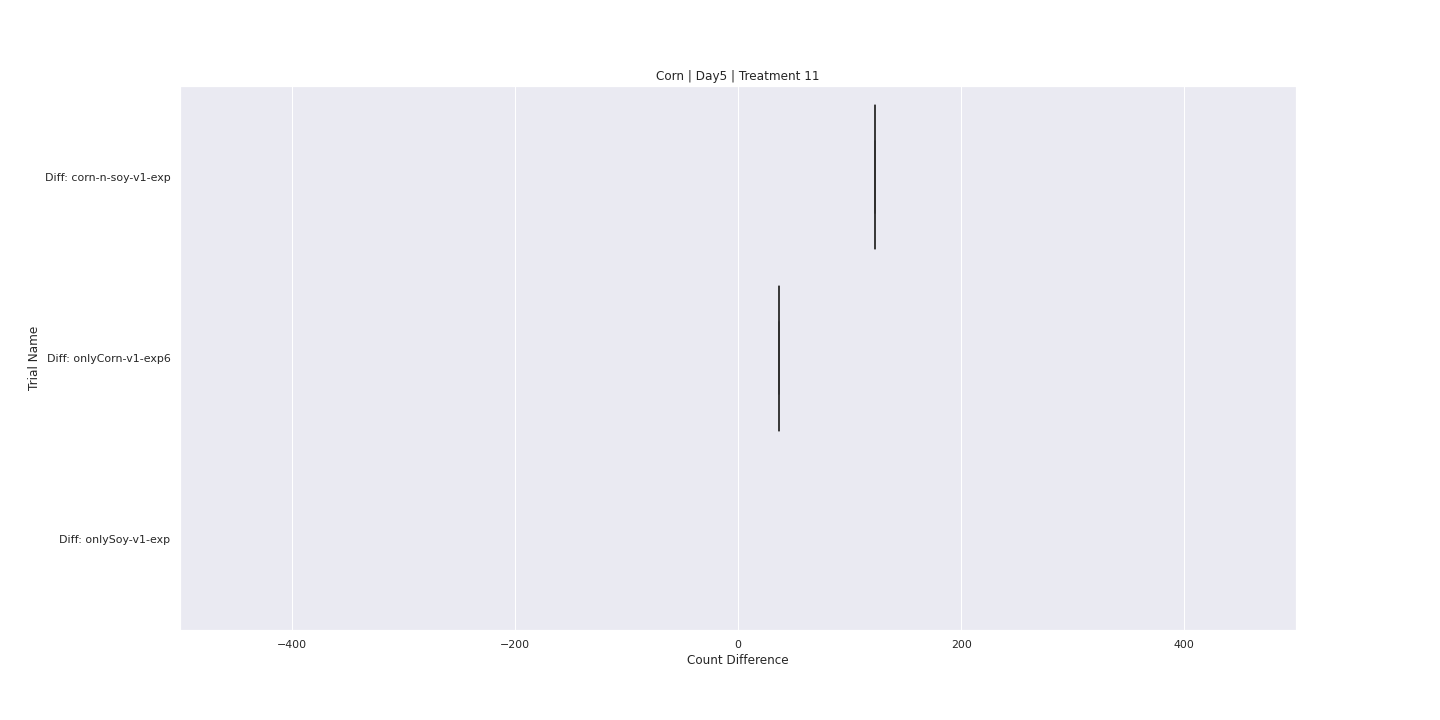 Corn | Day5 | Treatment 11
Diff: corn-n-soy-v1-exp
Diff: onlyCorn-v1-exp6
Diff: onlySoy-v1-exp
Trial Name
−400
−200
0
200
400
Count Difference